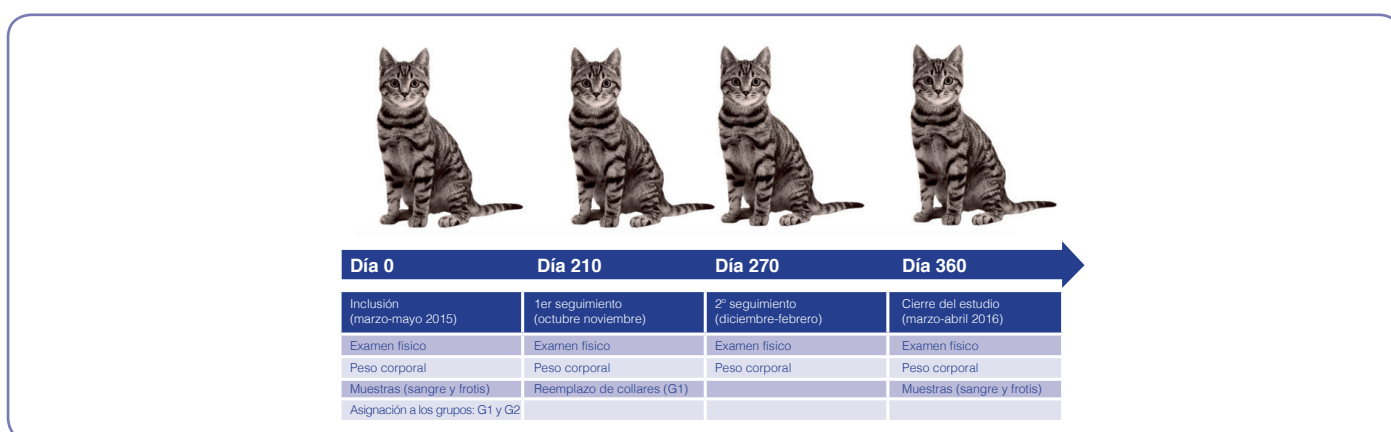 Día 0 Día 210 Día 270 Día 360
Inclusión
(marzo-mayo 2015)
1er seguimiento
(octubre noviembre)
2º seguimiento
(diciembre-febrero)
Cierre del estudio
(marzo-abril 2016)
Examen físico Examen físico Examen físico Examen físico
Peso corporal Peso corporal Peso corporal Peso corporal
Muestras (sangre y frotis) Reemplazo de collares (G1) Muestras (sangre y frotis)
Asignación a los grupos: G1 y G2